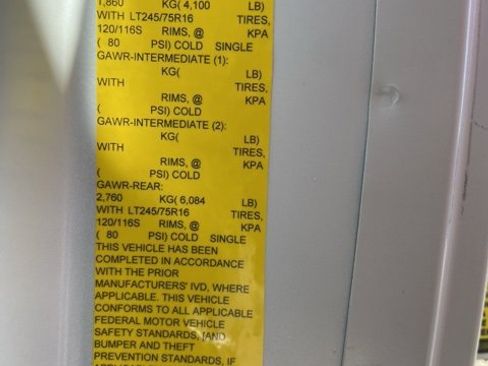 1,860 KG( 4,100 LB)
WITH LT245/75R16 TIRES,
120/116S RIMS, @ KPA
( 80 PSI) COLD SINGLE
GAWR-INTERMEDIATE (1):
KG( LB)
WITH TIRES,
RIMS, @ KPA
( PSI) COLD
GAWR-INTERMEDIATE (2):
KG( LB)
WITH TIRES,
RIMS, @ KPA
( PSI) COLD
GAWR-REAR:
2,760 KG( 6,084 LB)
WITH LT245/75R16 TIRES,
120/116S RIMS, @ KPA
( 80 PSI) COLD SINGLE
THIS VEHICLE HAS BEEN
COMPLETED IN ACCORDANCE
WITH THE PRIOR
MANUFACTURERS' IVD, WHERE
APPLICABLE. THIS VEHICLE
CONFORMS TO ALL APPLICABLE
FEDERAL MOTOR VEHICLE
SAFETY STANDARDS, [AND
BUMPER AND THEFT
PREVENTION STANDARDS, IF